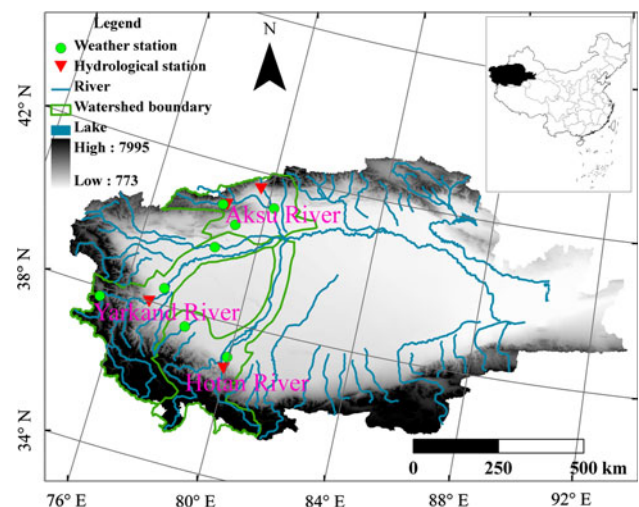 Legend
Weather station
Hydrological station
River
Watershed boundary
Lake
High : 7995
Low : 773
N
42° N
38° N
34° N
Aksu River
Yarkand River
Hotan River
0 250 500 km
76° E 80° E 84° E 88° E 92° E